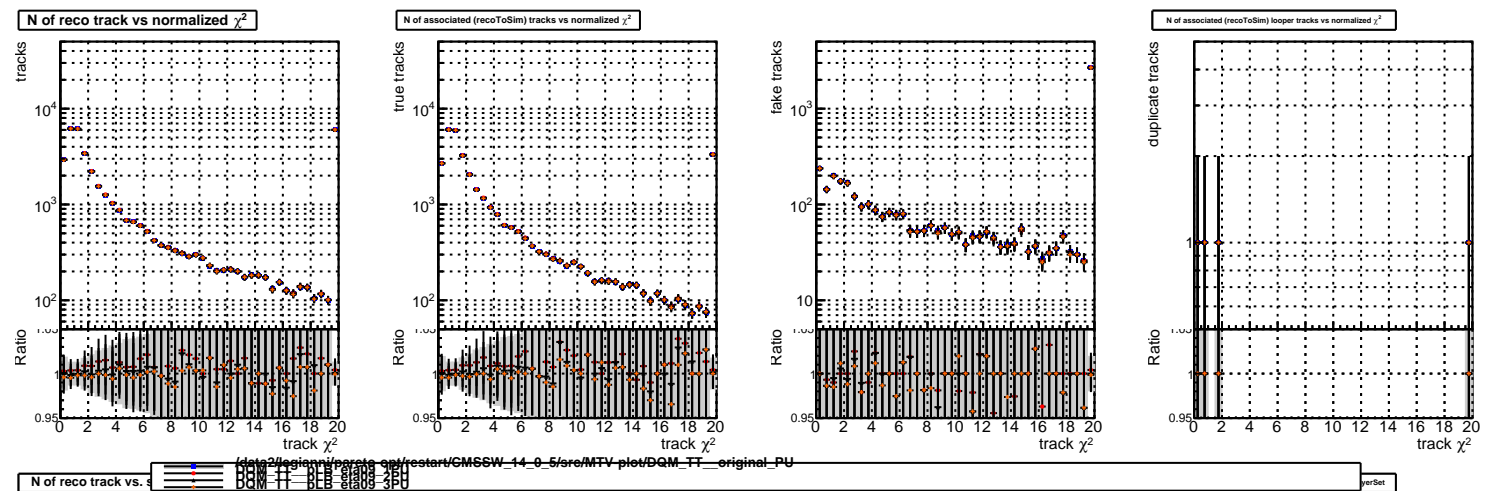 N of reco track vs normalized χ²
N of associated (recoToSim) tracks vs normalized χ²
N of associated (recoToSim) looper tracks vs normalized χ²
tracks
10⁴
10³
10²
Ratio
1
0.95
0 2 4 6 8 10 12 14 16 18 20
track χ²
true tracks
10⁴
10³
10²
Ratio
1
0.95
0 2 4 6 8 10 12 14 16 18 20
track χ²
fake tracks
10³
10²
10
Ratio
1
0.95
0 2 4 6 8 10 12 14 16 18 20
track χ²
duplicate tracks
1
Ratio
1
0.95
0 2 4 6 8 10 12 14 16 18 20
track χ²
/data2/legianni/pareto-opt/restart/CMSSW_14_0_5/src/MTV-plot/DQM_TT__original_PU
DQM_TT__pLB_eta09_1PU
DQM_TT__pLB_eta09_2PU
DQM_TT__pLB_eta09_3PU
N of reco track vs. s
yerSet